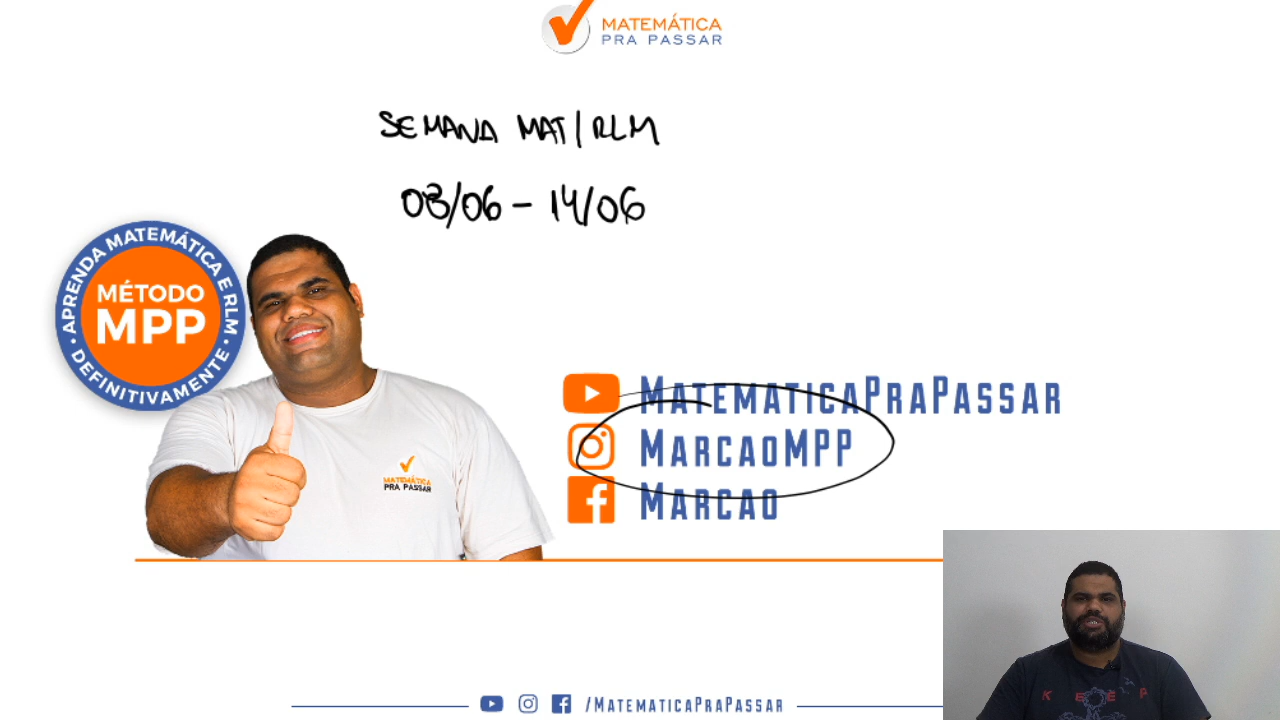 MATEMÁTICA
PRA PASSAR
SEMANA MAT/RLM
08/06 - 14/06
APRENDA MATEMÁTICA E RLM
MÉTODO
MPP
• DEFINITIVAMENTE •
MATEMÁTICA
PRA PASSAR
MATEMATICAPRAPASSAR
MARCAOMPP
MARCAO
K E E P
/MATEMATICAPRAPASSAR